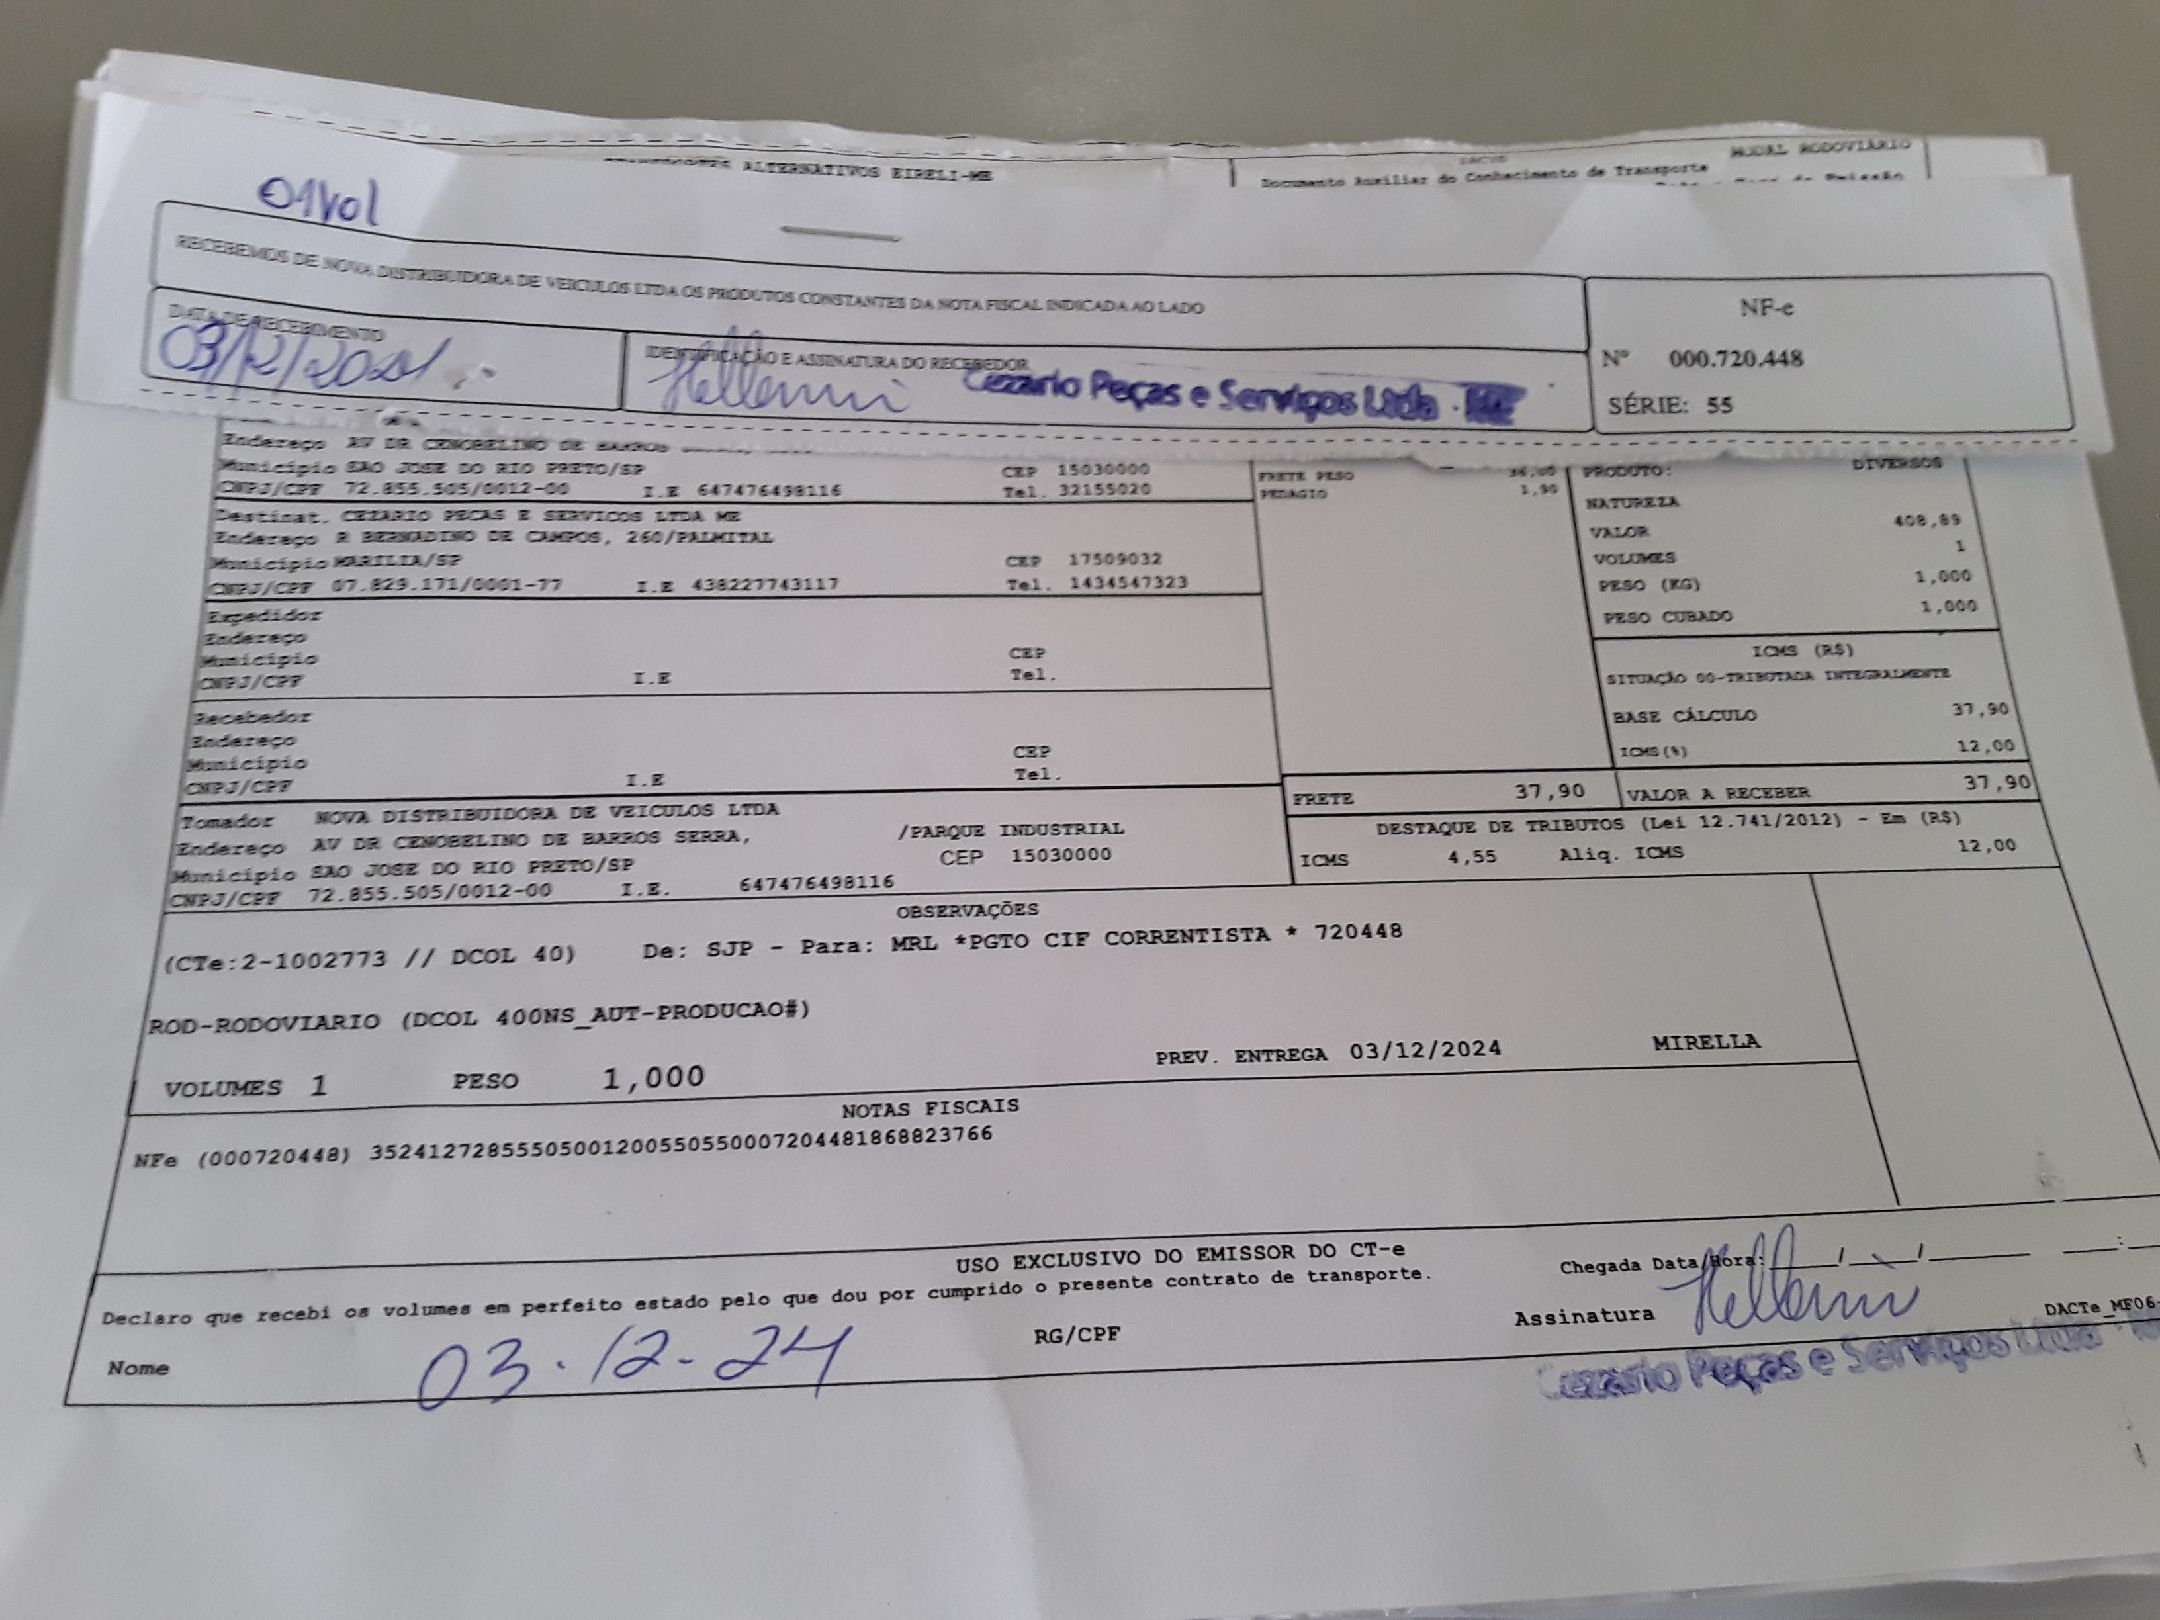 ALTERNATIVOS EIRELI-ME
MODAL RODOVIÁRIO
Documento Auxiliar do Conhecimento de Transporte
01Vol
RECEBEMOS DE NOVA DISTRIBUIDORA DE VEICULOS LTDA OS PRODUTOS CONSTANTES DA NOTA FISCAL INDICADA AO LADO
NF-e
Nº 000.720.448
SÉRIE: 55
DATA DE RECEBIMENTO
IDENTIFICAÇÃO E ASSINATURA DO RECEBEDOR
Cezario Peças e Serviços Ltda
Endereço AV DR CENOBELINO DE BARROS
Município SAO JOSE DO RIO PRETO/SP CEP 15030000
CNPJ/CPF 72.855.505/0012-00 I.E 647476498116 Tel. 32155020
Destinat. CEZARIO PECAS E SERVICOS LTDA ME
Endereço R BERNADINO DE CAMPOS, 260/PALMITAL
Município MARILIA/SP CEP 17509032
CNPJ/CPF 07.829.171/0001-77 I.E 438227743117 Tel. 1434547323
Expedidor
Endereço
Município CEP
CNPJ/CPF I.E Tel.
Recebedor
Endereço
Município CEP
CNPJ/CPF I.E Tel.
FRETE PESO
PEDAGIO 1,90
PRODUTO: DIVERSOS
NATUREZA
VALOR 408,89
VOLUMES 1
PESO (KG) 1,000
PESO CUBADO 1,000
ICMS (R$)
SITUAÇÃO 00-TRIBUTADA INTEGRALMENTE
BASE CÁLCULO 37,90
ICMS(%) 12,00
FRETE 37,90 VALOR A RECEBER 37,90
Tomador NOVA DISTRIBUIDORA DE VEICULOS LTDA
Endereço AV DR CENOBELINO DE BARROS SERRA, /PARQUE INDUSTRIAL
Município SAO JOSE DO RIO PRETO/SP CEP 15030000
CNPJ/CPF 72.855.505/0012-00 I.E. 647476498116
DESTAQUE DE TRIBUTOS (Lei 12.741/2012) - Em (R$)
ICMS 4,55 Aliq. ICMS 12,00
OBSERVAÇÕES
(CTe:2-1002773 // DCOL 40) De: SJP - Para: MRL *PGTO CIF CORRENTISTA * 720448
ROD-RODOVIARIO (DCOL 400NS_AUT-PRODUCAO#)
VOLUMES 1 PESO 1,000 PREV. ENTREGA 03/12/2024 MIRELLA
NOTAS FISCAIS
NFe (000720448) 35241272855505001200550550007204481868823766
USO EXCLUSIVO DO EMISSOR DO CT-e
Declaro que recebi os volumes em perfeito estado pelo que dou por cumprido o presente contrato de transporte.
Chegada Data/Hora: ____/____/______ ___:
Nome 03.12.24 RG/CPF Assinatura
DACTe_MF06-
Cezario Peças e Serviços Ltda